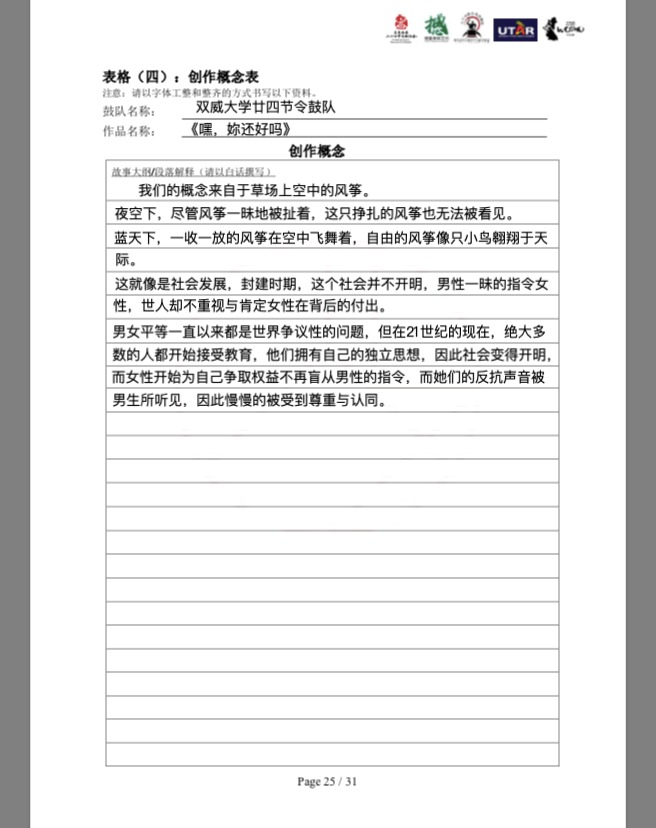 UTAR
表格（四）：创作概念表
注意：请以字体工整和整齐的方式书写以下资料。
鼓队名称： 双威大学廿四节令鼓队
作品名称： 《嘿，妳还好吗》
创作概念
故事大纲/段落解释（请以白话撰写）
我们的概念来自于草场上空中的风筝。
夜空下，尽管风筝一昧地被扯着，这只挣扎的风筝也无法被看见。
蓝天下，一收一放的风筝在空中飞舞着，自由的风筝像只小鸟翱翔于天
际。
这就像是社会发展，封建时期，这个社会并不开明，男性一昧的指令女
性，世人却不重视与肯定女性在背后的付出。
男女平等一直以来都是世界争议性的问题，但在21世纪的现在，绝大多
数的人都开始接受教育，他们拥有自己的独立思想，因此社会变得开明，
而女性开始为自己争取权益不再盲从男性的指令，而她们的反抗声音被
男生所听见，因此慢慢的被受到尊重与认同。
Page 25 / 31